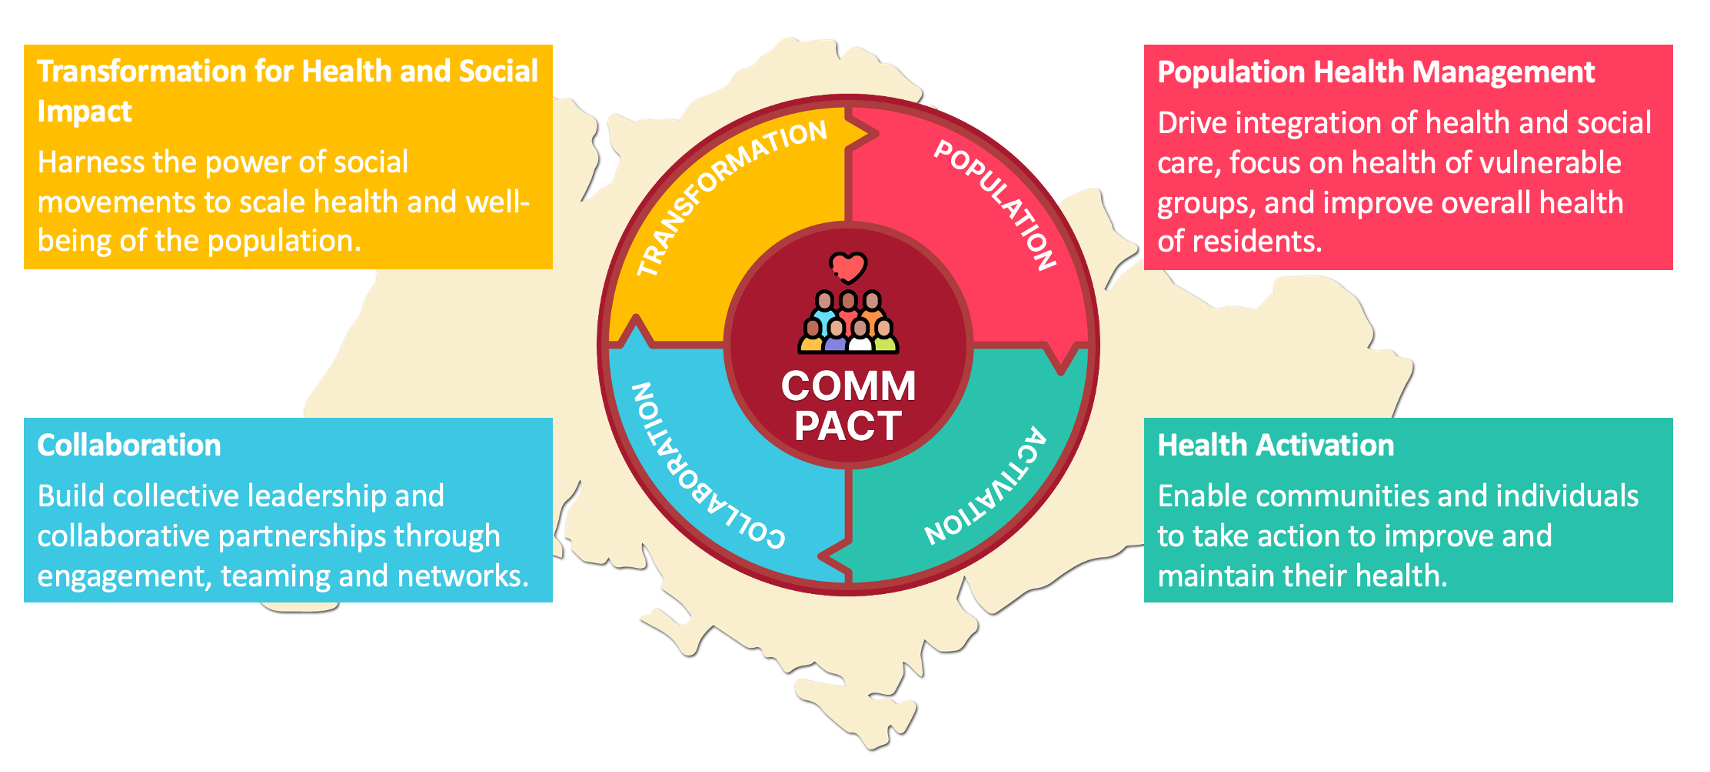 Transformation for Health and Social
Impact
Harness the power of social
movements to scale health and well-
being of the population.
Population Health Management
Drive integration of health and social
care, focus on health of vulnerable
groups, and improve overall health
of residents.
TRANSFORMATION
POPULATION
COMM
PACT
COLLABORATION
ACTIVATION
Collaboration
Build collective leadership and
collaborative partnerships through
engagement, teaming and networks.
Health Activation
Enable communities and individuals
to take action to improve and
maintain their health.